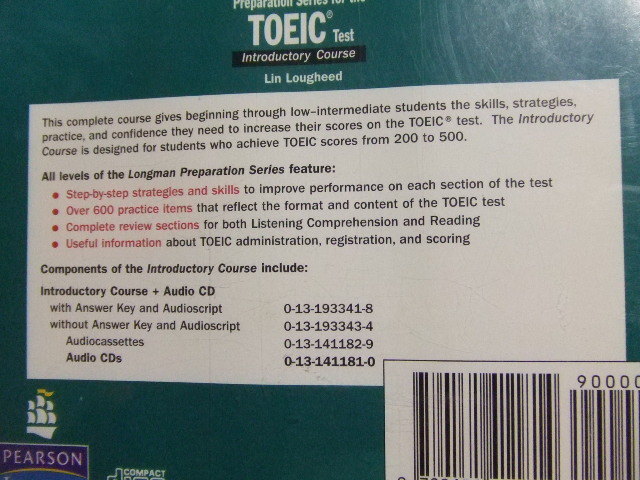 Preparation Series for the
TOEIC® Test
Introductory Course
Lin Lougheed
This complete course gives beginning through low–intermediate students the skills, strategies,
practice, and confidence they need to increase their scores on the TOEIC® test. The Introductory
Course is designed for students who achieve TOEIC scores from 200 to 500.
All levels of the Longman Preparation Series feature:
• Step-by-step strategies and skills to improve performance on each section of the test
• Over 600 practice items that reflect the format and content of the TOEIC test
• Complete review sections for both Listening Comprehension and Reading
• Useful information about TOEIC administration, registration, and scoring
Components of the Introductory Course include:
Introductory Course + Audio CD
with Answer Key and Audioscript 0-13-193341-8
without Answer Key and Audioscript 0-13-193343-4
Audiocassettes 0-13-141182-9
Audio CDs 0-13-141181-0
90000
PEARSON
COMPACT